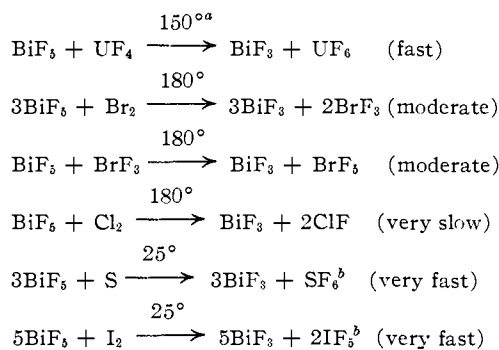 BiF₅ + UF₄ —150°ᵃ→ BiF₃ + UF₆ (fast)
3BiF₅ + Br₂ —180°→ 3BiF₃ + 2BrF₃ (moderate)
BiF₅ + BrF₃ —180°→ BiF₃ + BrF₅ (moderate)
BiF₅ + Cl₂ —180°→ BiF₃ + 2ClF (very slow)
3BiF₅ + S —25°→ 3BiF₃ + SF₆ᵇ (very fast)
5BiF₅ + I₂ —25°→ 5BiF₃ + 2IF₅ᵇ (very fast)